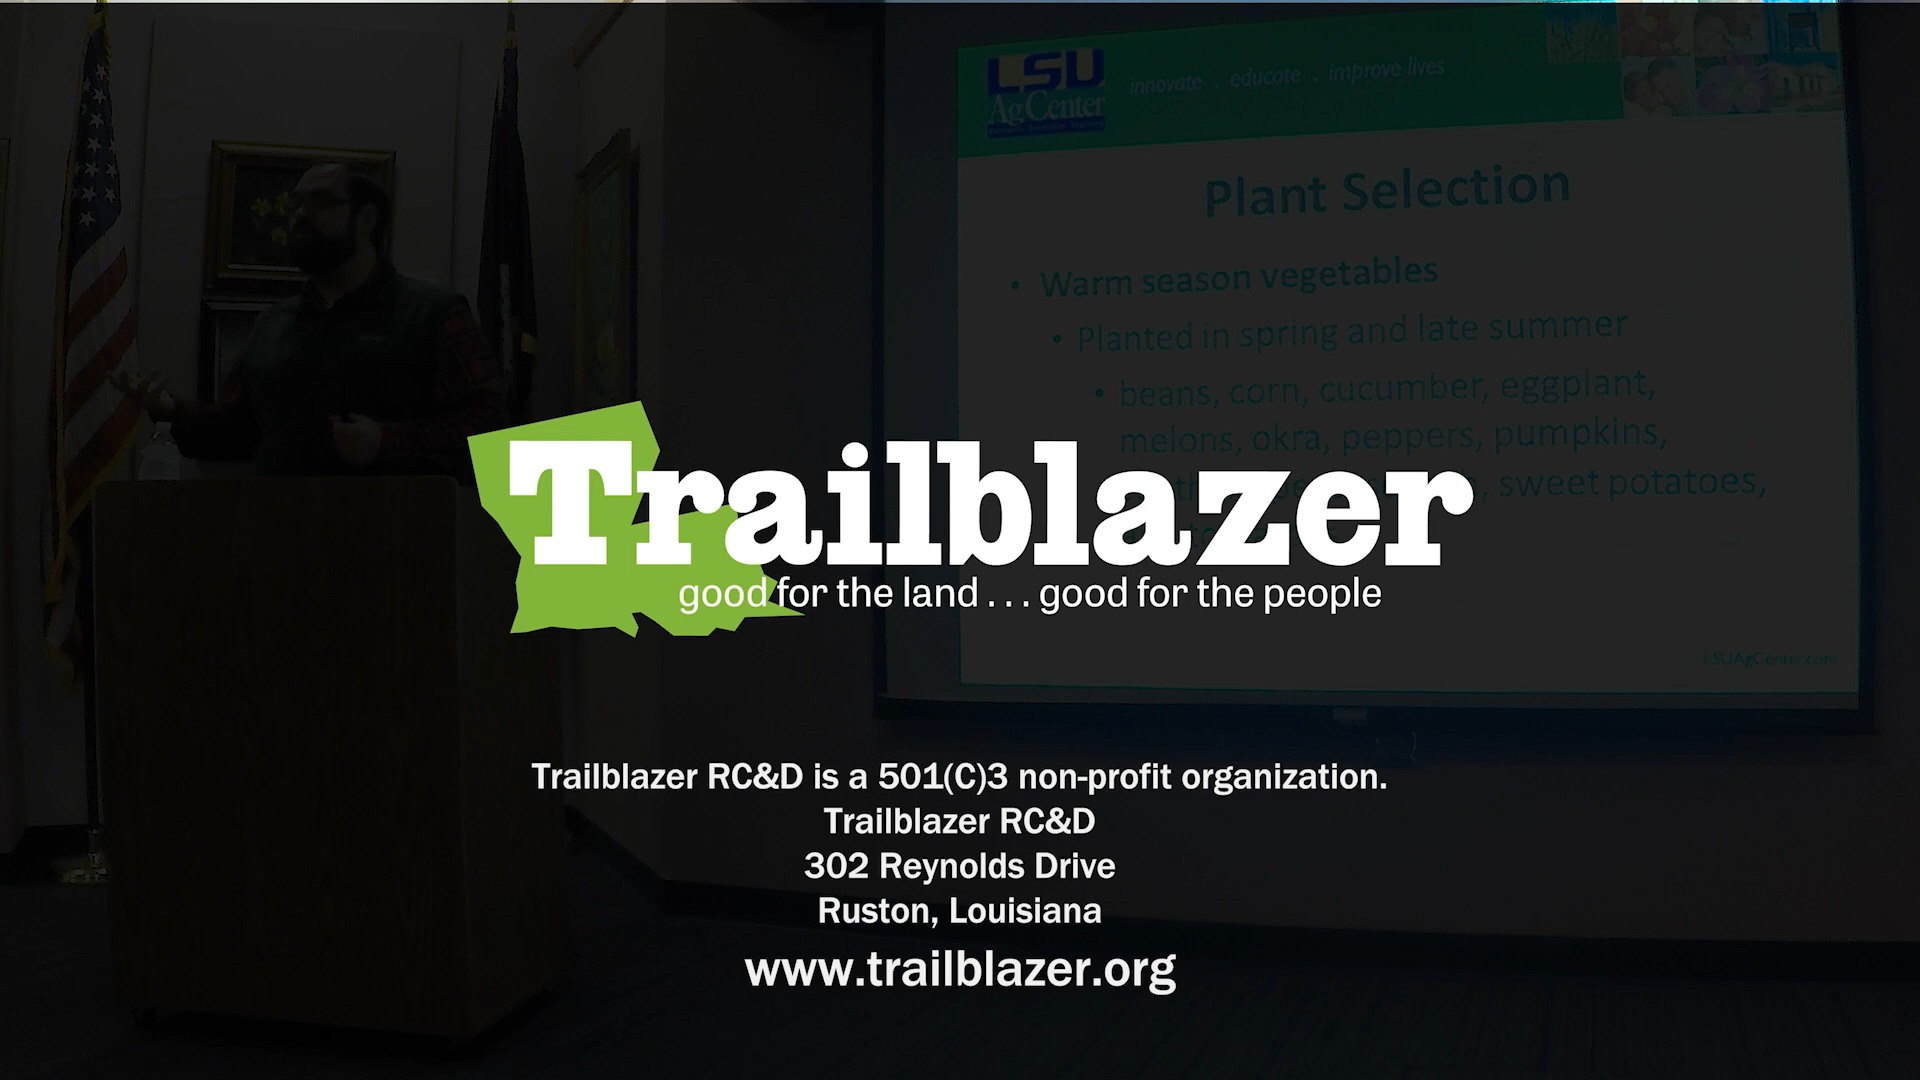 LSU
AgCenter
innovate . educate . improve lives
Plant Selection
• Warm season vegetables
• Planted in spring and late summer
• beans, corn, cucumber, eggplant,
melons, okra, peppers, pumpkins,
sweet potatoes,
LSUAgCenter.com
Trailblazer
good for the land . . . good for the people
Trailblazer RC&D is a 501(C)3 non-profit organization.
Trailblazer RC&D
302 Reynolds Drive
Ruston, Louisiana
www.trailblazer.org